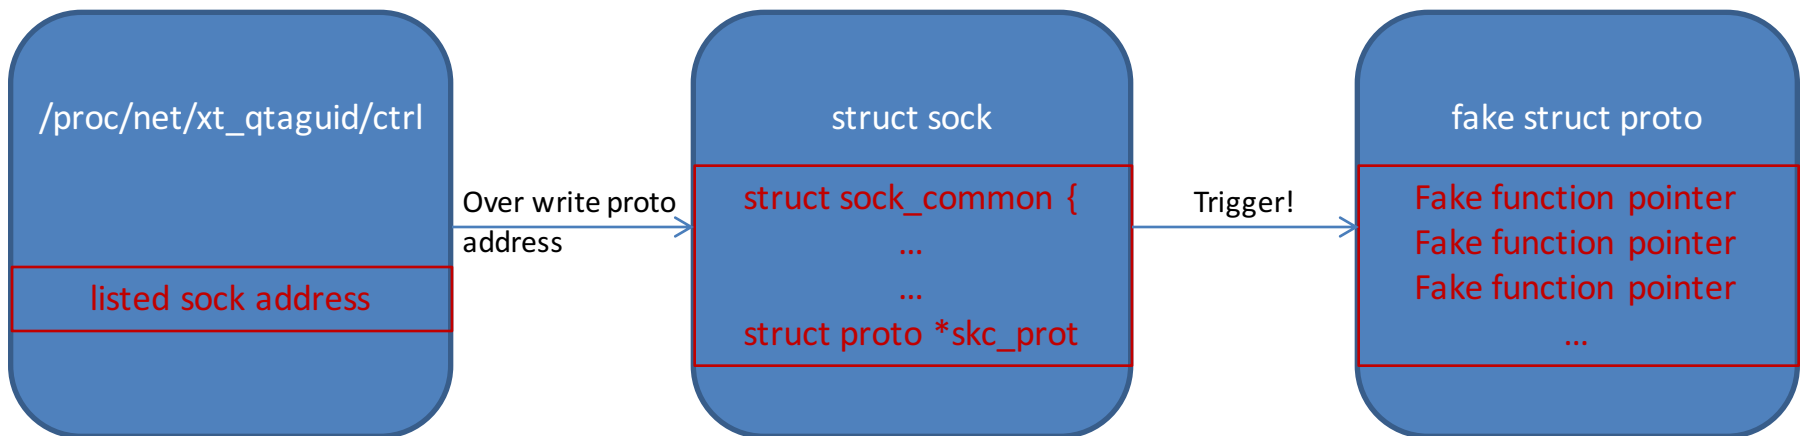 /proc/net/xt_qtaguid/ctrl
listed sock address
Over write proto
address
struct sock
struct sock_common {
...
...
struct proto *skc_prot
Trigger!
fake struct proto
Fake function pointer
Fake function pointer
Fake function pointer
...